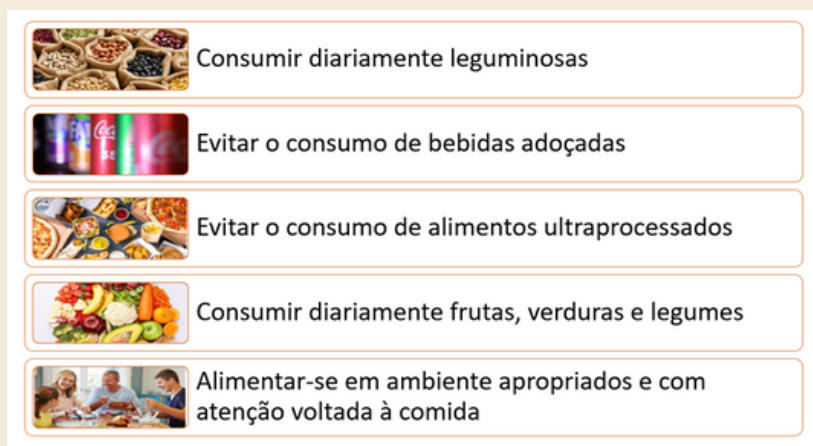 Consumir diariamente leguminosas
Evitar o consumo de bebidas adoçadas
Evitar o consumo de alimentos ultraprocessados
Consumir diariamente frutas, verduras e legumes
Alimentar-se em ambiente apropriados e com
atenção voltada à comida